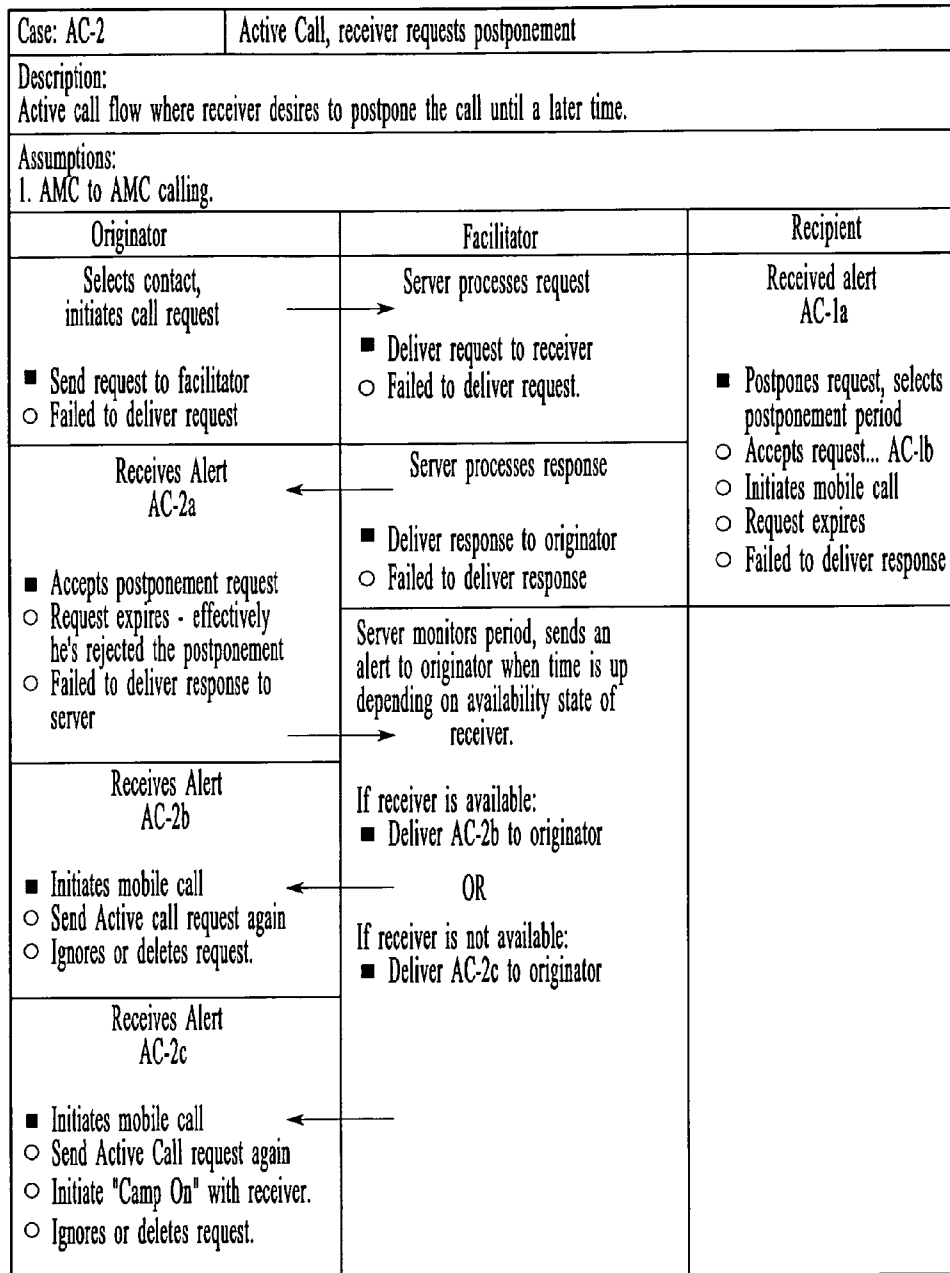 Case: AC-2
Active Call, receiver requests postponement
Description:
Active call flow where receiver desires to postpone the call until a later time.
Assumptions:
1. AMC to AMC calling.
Originator
Facilitator
Recipient
Selects contact,
initiates call request
■ Send request to facilitator
○ Failed to deliver request
Server processes request
■ Deliver request to receiver
○ Failed to deliver request.
Received alert
AC-1a
■ Postpones request, selects
postponement period
○ Accepts request... AC-1b
○ Initiates mobile call
○ Request expires
○ Failed to deliver response
Receives Alert
AC-2a
■ Accepts postponement request
○ Request expires - effectively
he's rejected the postponement
○ Failed to deliver response to
server
Server processes response
■ Deliver response to originator
○ Failed to deliver response
Server monitors period, sends an
alert to originator when time is up
depending on availability state of
receiver.
If receiver is available:
■ Deliver AC-2b to originator
OR
If receiver is not available:
■ Deliver AC-2c to originator
Receives Alert
AC-2b
■ Initiates mobile call
○ Send Active call request again
○ Ignores or deletes request.
Receives Alert
AC-2c
■ Initiates mobile call
○ Send Active Call request again
○ Initiate "Camp On" with receiver.
○ Ignores or deletes request.